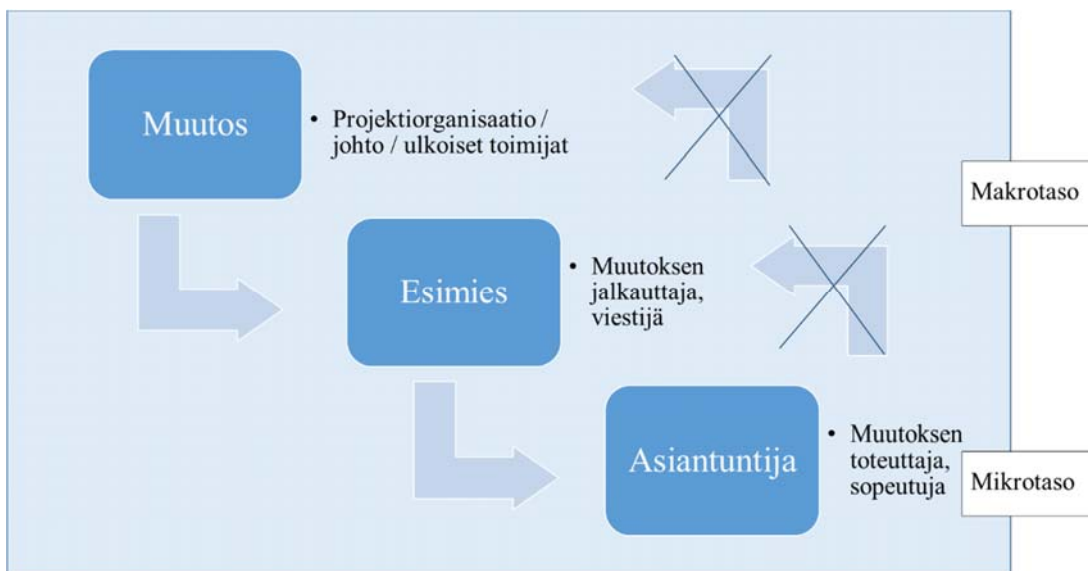 Muutos
• Projektiorganisaatio /
johto / ulkoiset toimijat
Makrotaso
Esimies
• Muutoksen
jalkauttaja,
viestijä
Asiantuntija
• Muutoksen
toteuttaja,
sopeutuja
Mikrotaso